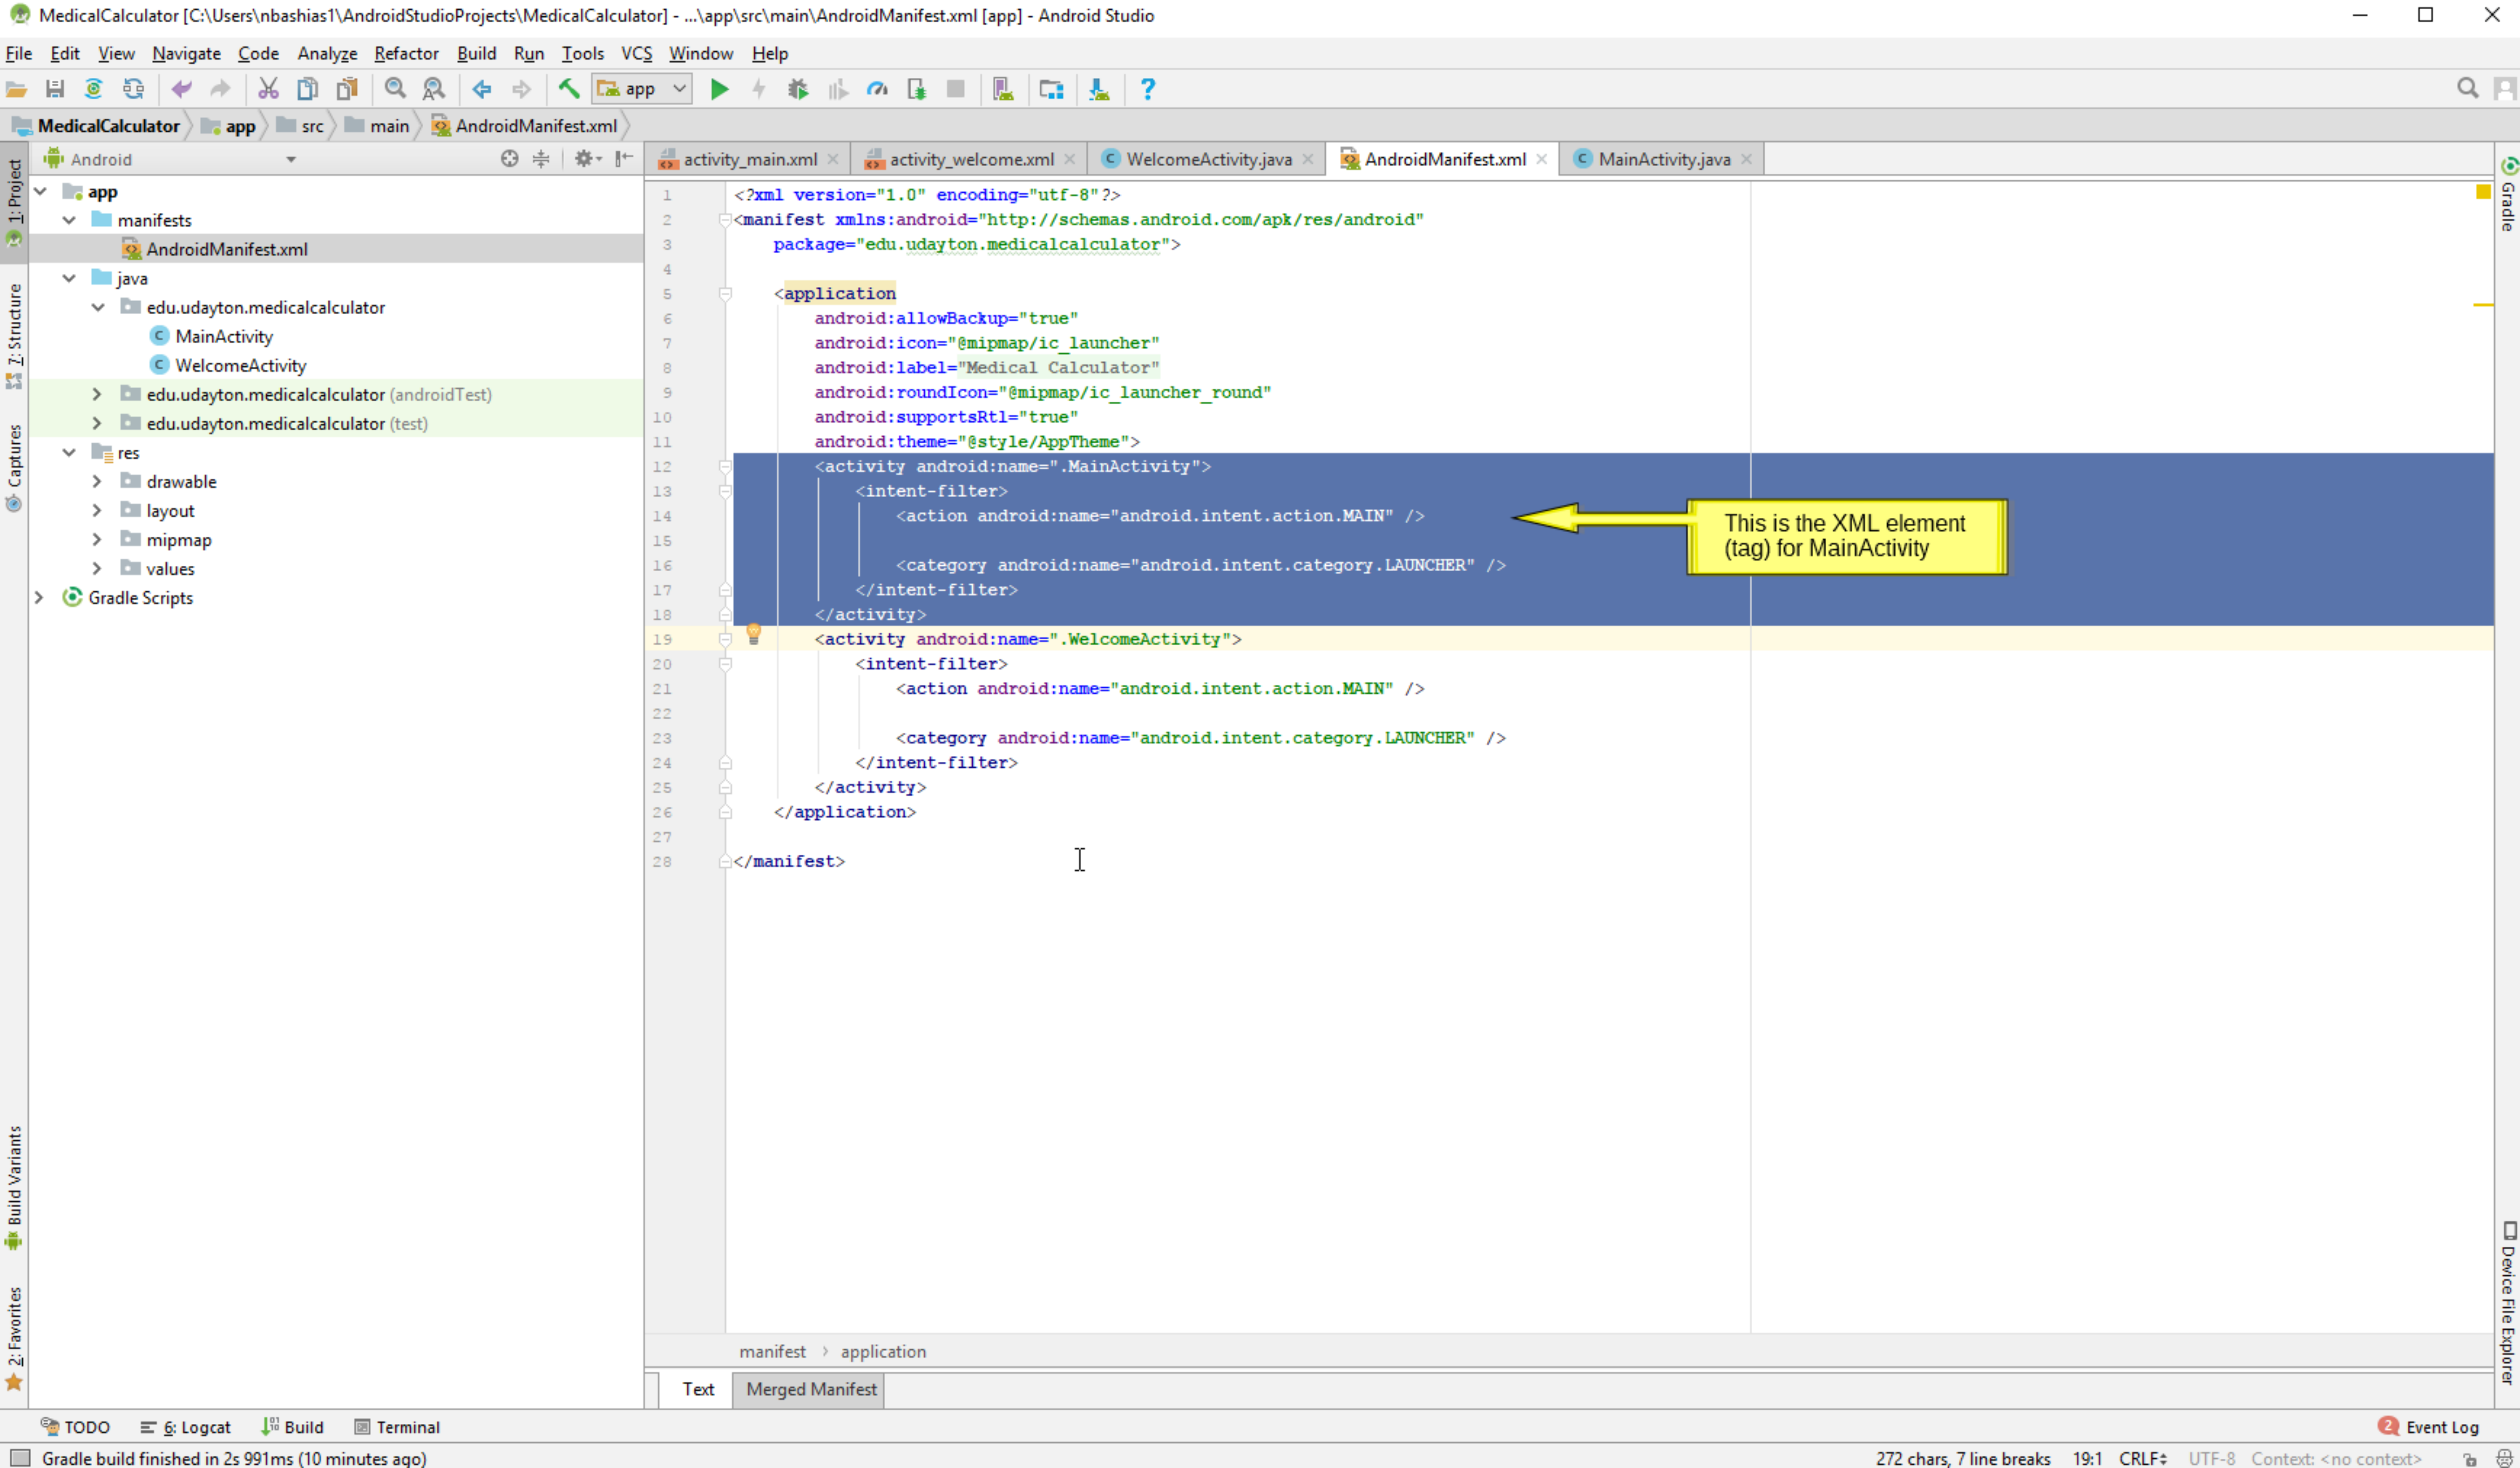 MedicalCalculator [C:\Users\nbashias1\AndroidStudioProjects\MedicalCalculator] - ...\app\src\main\AndroidManifest.xml [app] - Android Studio
File Edit View Navigate Code Analyze Refactor Build Run Tools VCS Window Help
app
MedicalCalculator app src main AndroidManifest.xml
1: Project
7: Structure
Captures
Build Variants
2: Favorites
Android
app
manifests
AndroidManifest.xml
java
edu.udayton.medicalcalculator
MainActivity
WelcomeActivity
edu.udayton.medicalcalculator (androidTest)
edu.udayton.medicalcalculator (test)
res
drawable
layout
mipmap
values
Gradle Scripts
activity_main.xml activity_welcome.xml WelcomeActivity.java AndroidManifest.xml MainActivity.java
1 <?xml version="1.0" encoding="utf-8"?>
2 <manifest xmlns:android="http://schemas.android.com/apk/res/android"
3 package="edu.udayton.medicalcalculator">
4
5 <application
6 android:allowBackup="true"
7 android:icon="@mipmap/ic_launcher"
8 android:label="Medical Calculator"
9 android:roundIcon="@mipmap/ic_launcher_round"
10 android:supportsRtl="true"
11 android:theme="@style/AppTheme">
12 <activity android:name=".MainActivity">
13 <intent-filter>
14 <action android:name="android.intent.action.MAIN" />
15
16 <category android:name="android.intent.category.LAUNCHER" />
17 </intent-filter>
18 </activity>
19 <activity android:name=".WelcomeActivity">
20 <intent-filter>
21 <action android:name="android.intent.action.MAIN" />
22
23 <category android:name="android.intent.category.LAUNCHER" />
24 </intent-filter>
25 </activity>
26 </application>
27
28 </manifest>
This is the XML element
(tag) for MainActivity
manifest application
Text Merged Manifest
Gradle
Device File Explorer
TODO 6: Logcat Build Terminal
2 Event Log
Gradle build finished in 2s 991ms (10 minutes ago)
272 chars, 7 line breaks 19:1 CRLF UTF-8 Context: <no context>